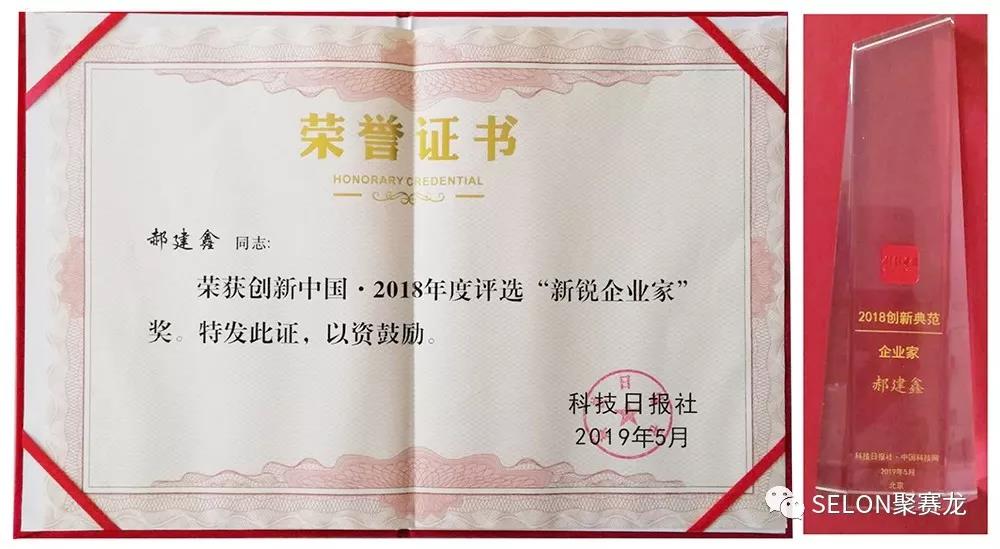 荣誉证书
HONORARY CREDENTIAL
郝建鑫 同志:
荣获创新中国·2018年度评选“新锐企业家”
奖。特发此证，以资鼓励。
科技日报社
2019年5月
2018创新典范
企业家
郝建鑫
科技日报社·中国科技网
2019年5月
北京
SELON聚赛龙